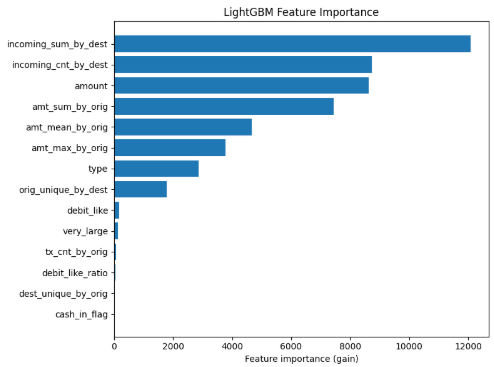 LightGBM Feature Importance
incoming_sum_by_dest
incoming_cnt_by_dest
amount
amt_sum_by_orig
amt_mean_by_orig
amt_max_by_orig
type
orig_unique_by_dest
debit_like
very_large
tx_cnt_by_orig
debit_like_ratio
dest_unique_by_orig
cash_in_flag
0 2000 4000 6000 8000 10000 12000
Feature importance (gain)